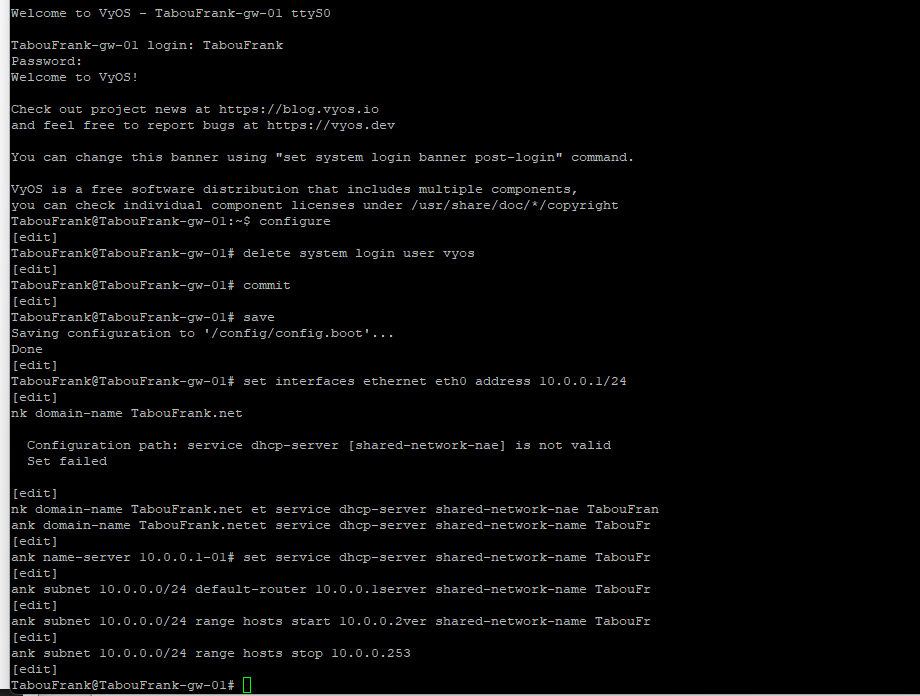 Welcome to VyOS - TabouFrank-gw-01 ttyS0
TabouFrank-gw-01 login: TabouFrank
Password:
Welcome to VyOS!
Check out project news at https://blog.vyos.io
and feel free to report bugs at https://vyos.dev
You can change this banner using "set system login banner post-login" command.
VyOS is a free software distribution that includes multiple components,
you can check individual component licenses under /usr/share/doc/*/copyright
TabouFrank@TabouFrank-gw-01:~$ configure
[edit]
TabouFrank@TabouFrank-gw-01# delete system login user vyos
[edit]
TabouFrank@TabouFrank-gw-01# commit
[edit]
TabouFrank@TabouFrank-gw-01# save
Saving configuration to '/config/config.boot'...
Done
[edit]
TabouFrank@TabouFrank-gw-01# set interfaces ethernet eth0 address 10.0.0.1/24
[edit]
nk domain-name TabouFrank.net
Configuration path: service dhcp-server [shared-network-nae] is not valid
Set failed
[edit]
nk domain-name TabouFrank.net et service dhcp-server shared-network-nae TabouFran
ank domain-name TabouFrank.netet service dhcp-server shared-network-name TabouFr
[edit]
ank name-server 10.0.0.1-01# set service dhcp-server shared-network-name TabouFr
[edit]
ank subnet 10.0.0.0/24 default-router 10.0.0.1server shared-network-name TabouFr
[edit]
ank subnet 10.0.0.0/24 range hosts start 10.0.0.2ver shared-network-name TabouFr
[edit]
ank subnet 10.0.0.0/24 range hosts stop 10.0.0.253
[edit]
TabouFrank@TabouFrank-gw-01#